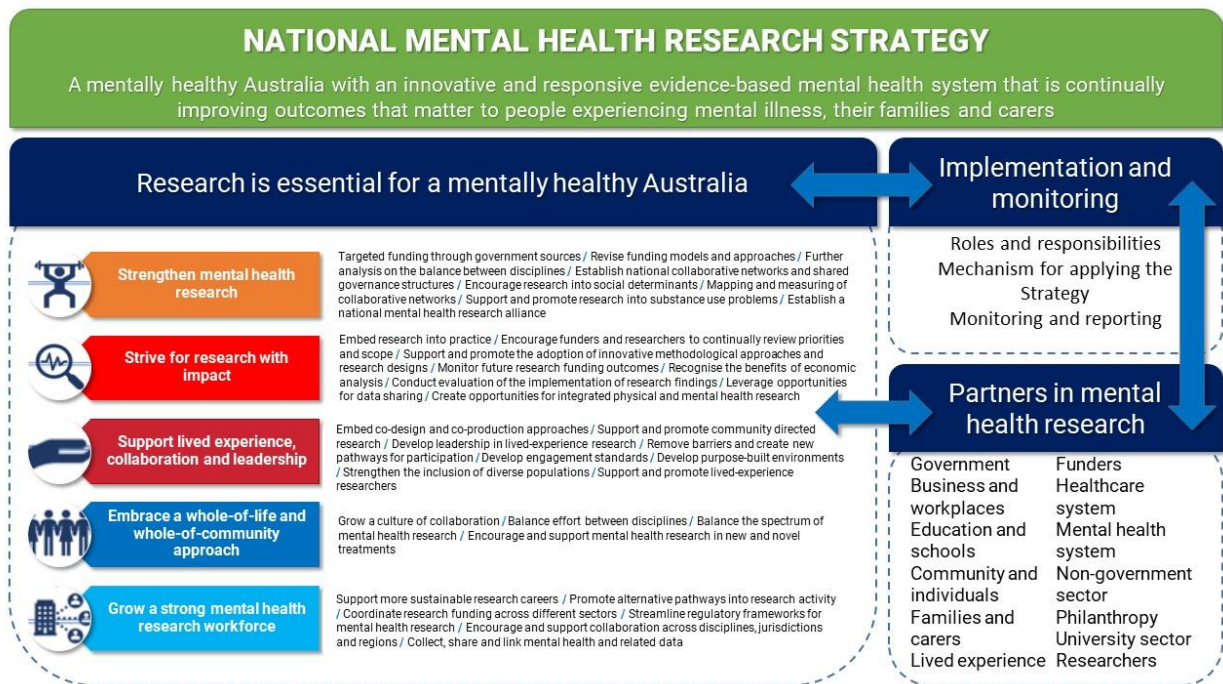 NATIONAL MENTAL HEALTH RESEARCH STRATEGY
A mentally healthy Australia with an innovative and responsive evidence-based mental health system that is continually
improving outcomes that matter to people experiencing mental illness, their families and carers
Research is essential for a mentally healthy Australia
Strengthen mental health
research
Targeted funding through government sources / Revise funding models and approaches / Further
analysis on the balance between disciplines / Establish national collaborative networks and shared
governance structures / Encourage research into social determinants / Mapping and measuring of
collaborative networks / Support and promote research into substance use problems / Establish a
national mental health research alliance
Strive for research with
impact
Embed research into practice / Encourage funders and researchers to continually review priorities
and scope / Support and promote the adoption of innovative methodological approaches and
research designs / Monitor future research funding outcomes / Recognise the benefits of economic
analysis / Conduct evaluation of the implementation of research findings / Leverage opportunities
for data sharing / Create opportunities for integrated physical and mental health research
Support lived experience,
collaboration and leadership
Embed co-design and co-production approaches / Support and promote community directed
research / Develop leadership in lived-experience research / Remove barriers and create new
pathways for participation / Develop engagement standards / Develop purpose-built environments
/ Strengthen the inclusion of diverse populations / Support and promote lived-experience
researchers
Embrace a whole-of-life and
whole-of-community
approach
Grow a culture of collaboration / Balance effort between disciplines / Balance the spectrum of
mental health research / Encourage and support mental health research in new and novel
treatments
Grow a strong mental health
research workforce
Support more sustainable research careers / Promote alternative pathways into research activity
/ Coordinate research funding across different sectors / Streamline regulatory frameworks for
mental health research / Encourage and support collaboration across disciplines, jurisdictions
and regions / Collect, share and link mental health and related data
Implementation and
monitoring
Roles and responsibilities
Mechanism for applying the
Strategy
Monitoring and reporting
Partners in mental
health research
Government
Business and
workplaces
Education and
schools
Community and
individuals
Families and
carers
Lived experience
Funders
Healthcare
system
Mental health
system
Non-government
sector
Philanthropy
University sector
Researchers